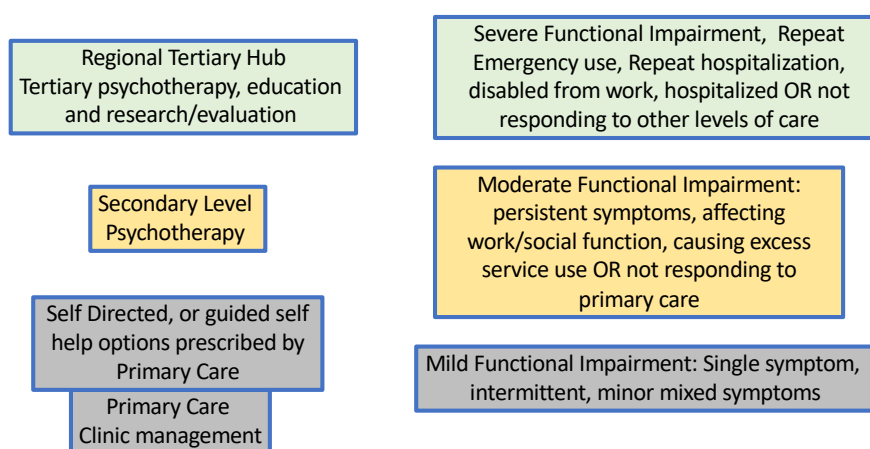 Regional Tertiary Hub
Tertiary psychotherapy, education
and research/evaluation
Severe Functional Impairment, Repeat
Emergency use, Repeat hospitalization,
disabled from work, hospitalized OR not
responding to other levels of care
Secondary Level
Psychotherapy
Moderate Functional Impairment:
persistent symptoms, affecting
work/social function, causing excess
service use OR not responding to
primary care
Self Directed, or guided self
help options prescribed by
Primary Care
Mild Functional Impairment: Single symptom,
intermittent, minor mixed symptoms
Primary Care
Clinic management